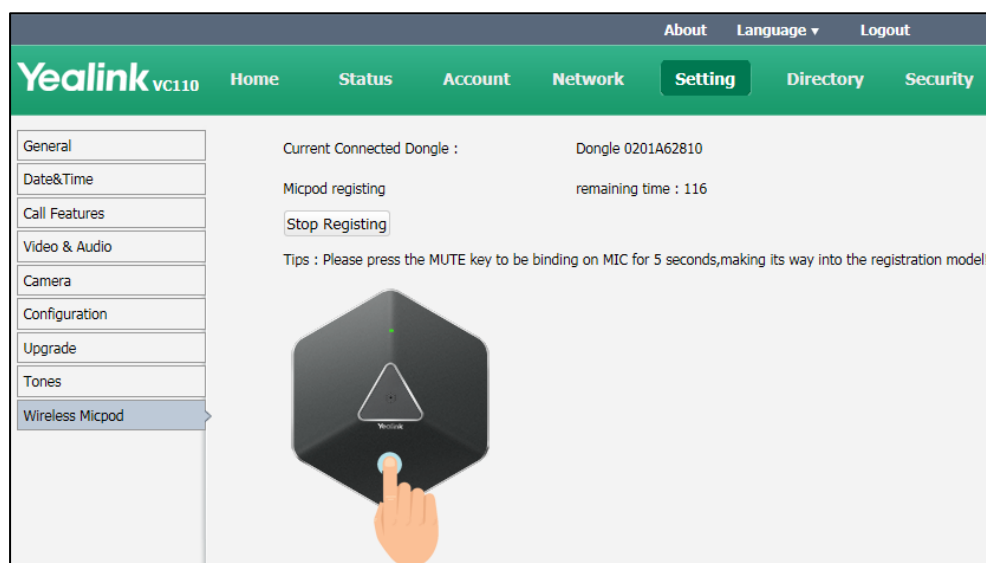 About Language ▾ Logout
Yealink VC110 Home Status Account Network Setting Directory Security
General
Date&Time
Call Features
Video & Audio
Camera
Configuration
Upgrade
Tones
Wireless Micpod
Current Connected Dongle : Dongle 0201A62810
Micpod registing remaining time : 116
Stop Registing
Tips : Please press the MUTE key to be binding on MIC for 5 seconds,making its way into the registration model!
Yealink